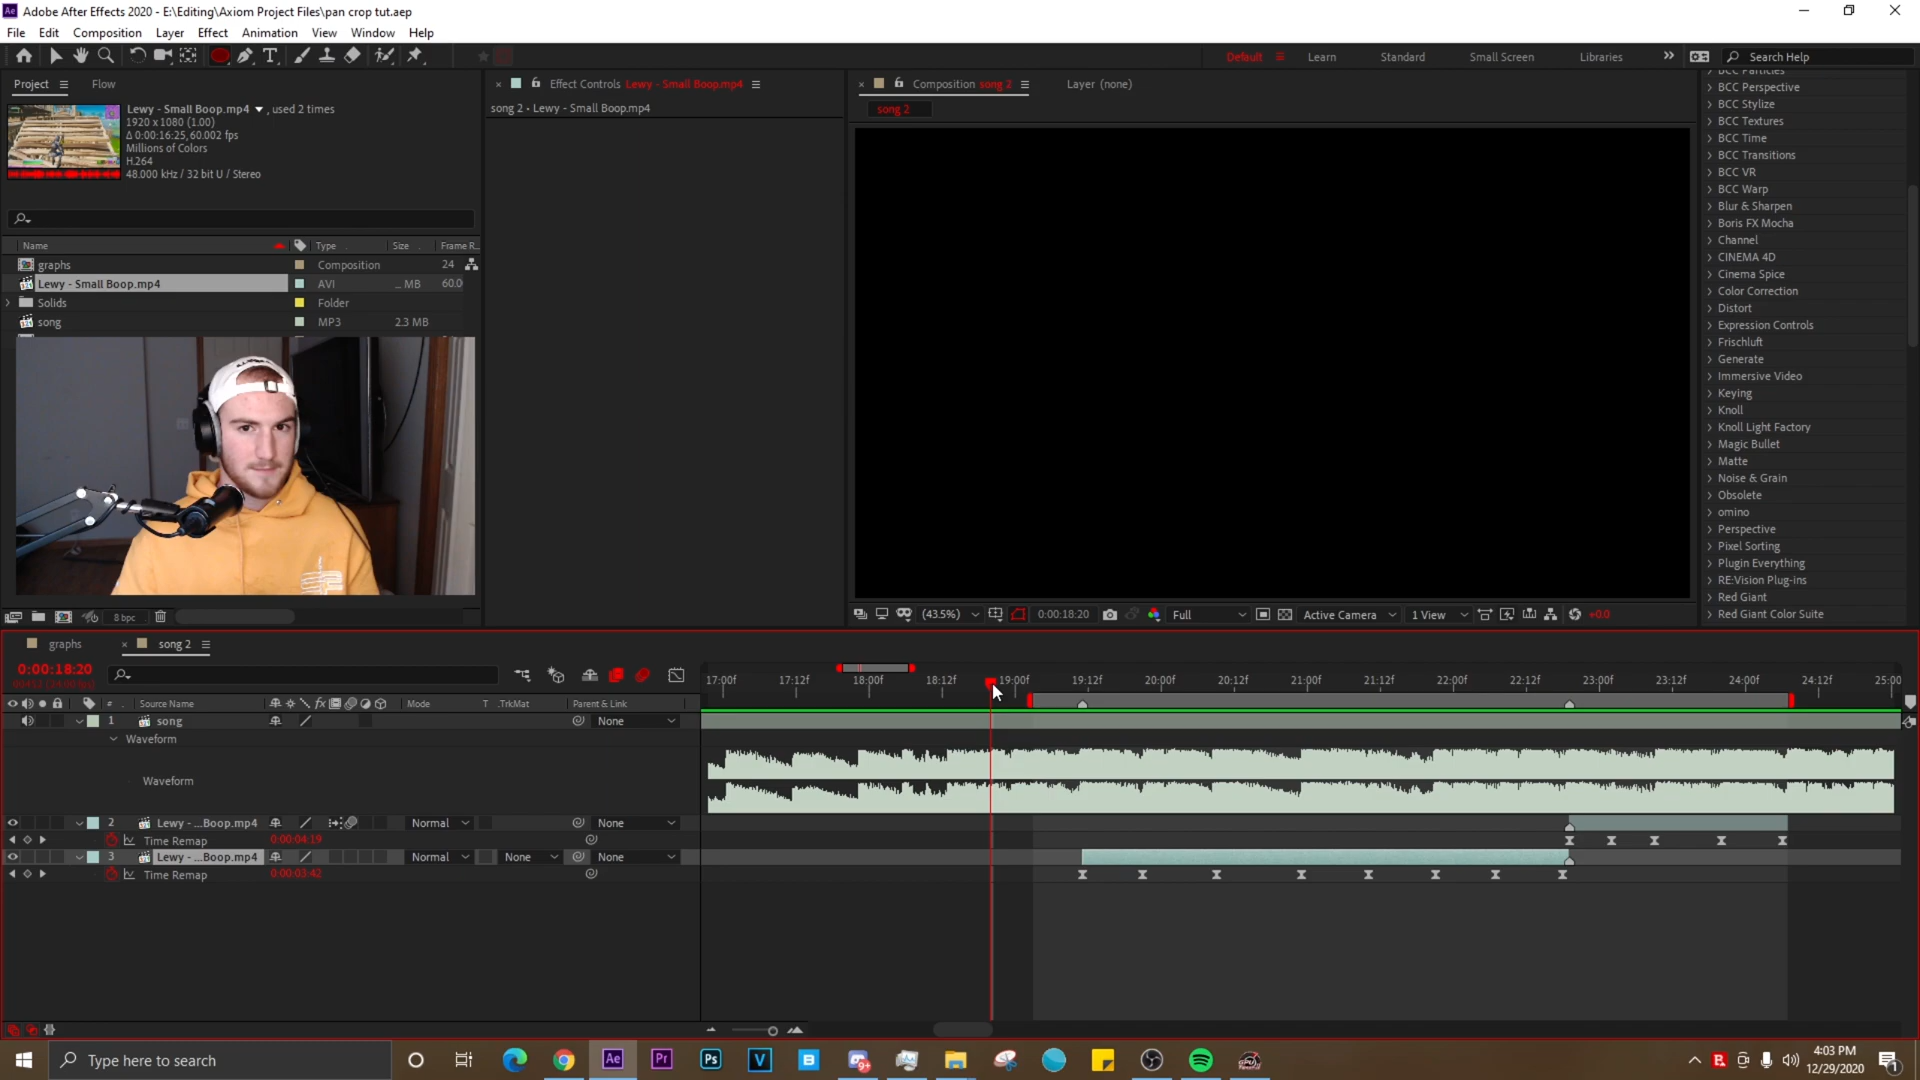 Adobe After Effects 2020 - E:\Editing\Axiom Project Files\pan crop tut.aep
File Edit Composition Layer Effect Animation View Window Help
Default Learn Standard Small Screen Libraries Search Help
Project Flow
Lewy - Small Boop.mp4 , used 2 times
1920 x 1080 (1.00)
Δ 0:00:16:25, 60.002 fps
Millions of Colors
H.264
48.000 kHz / 32 bit U / Stereo
Name Type Size Frame R...
graphs Composition 24
Lewy - Small Boop.mp4 AVI ... MB 60.0
Solids Folder
song MP3 2.3 MB
8 bpc
Effect Controls Lewy - Small Boop.mp4
song 2 • Lewy - Small Boop.mp4
Composition song 2 Layer (none)
song 2
(43.5%) 0:00:18:20 Full Active Camera 1 View +0.0
BCC Particles
BCC Perspective
BCC Stylize
BCC Textures
BCC Time
BCC Transitions
BCC VR
BCC Warp
Blur & Sharpen
Boris FX Mocha
Channel
CINEMA 4D
Cinema Spice
Color Correction
Distort
Expression Controls
Frischluft
Generate
Immersive Video
Keying
Knoll
Knoll Light Factory
Magic Bullet
Matte
Noise & Grain
Obsolete
omino
Perspective
Pixel Sorting
Plugin Everything
RE:Vision Plug-ins
Red Giant
Red Giant Color Suite
graphs song 2
0:00:18:20
17:00f 17:12f 18:00f 18:12f 19:00f 19:12f 20:00f 20:12f 21:00f 21:12f 22:00f 22:12f 23:00f 23:12f 24:00f 24:12f 25:00
# Source Name fx Mode T .TrkMat Parent & Link
1 song None
Waveform
Waveform
2 Lewy - ...Boop.mp4 Normal None
Time Remap 0:00:04:19
3 Lewy - ...Boop.mp4 Normal None None
Time Remap 0:00:03:42
Type here to search
Ae Pr Ps V B 9+
4:03 PM
12/29/2020
1